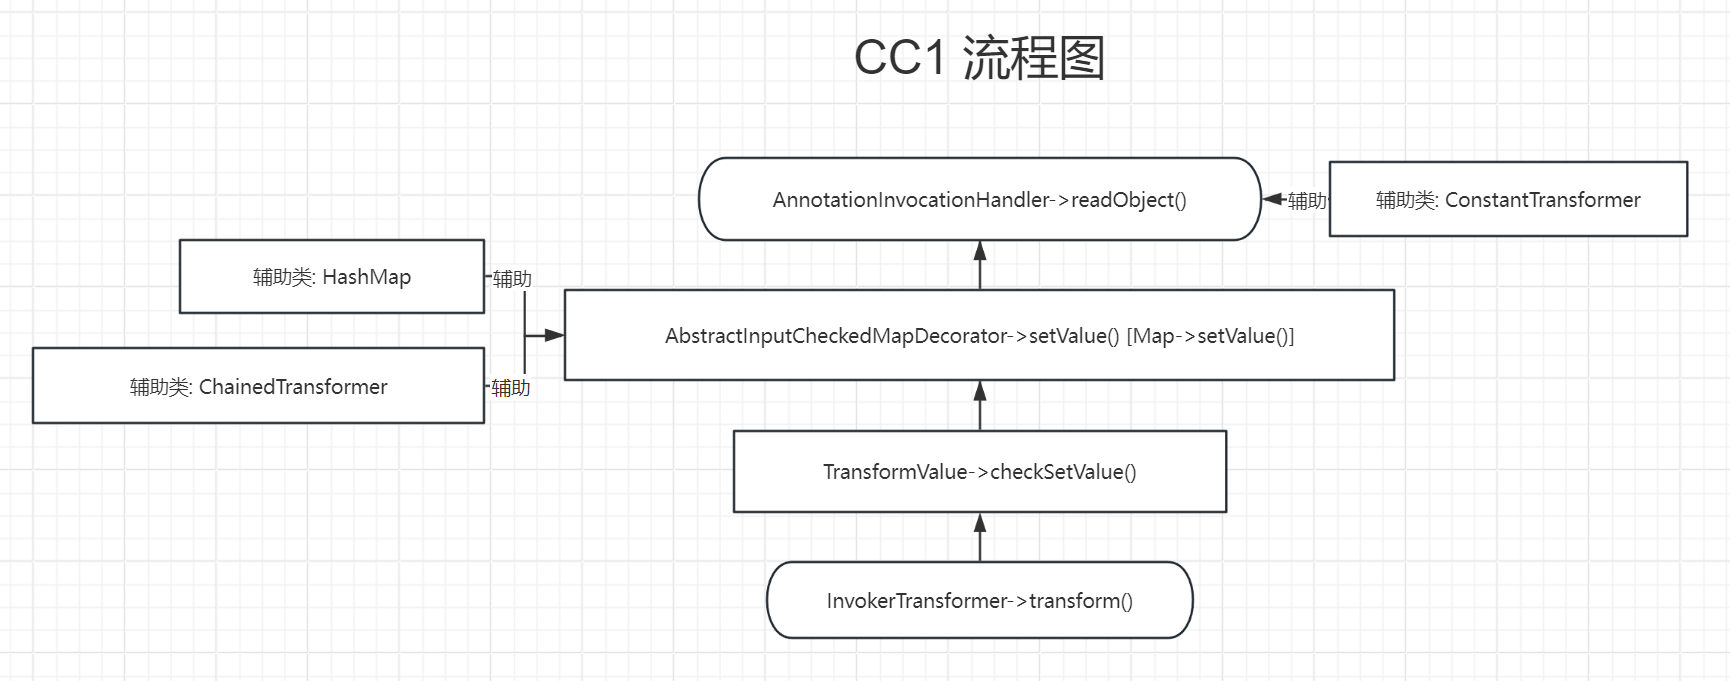 CC1 流程图
AnnotationInvocationHandler->readObject()
辅助
辅助类: ConstantTransformer
辅助类: HashMap
辅助
AbstractInputCheckedMapDecorator->setValue() [Map->setValue()]
辅助类: ChainedTransformer
辅助
TransformValue->checkSetValue()
InvokerTransformer->transform()